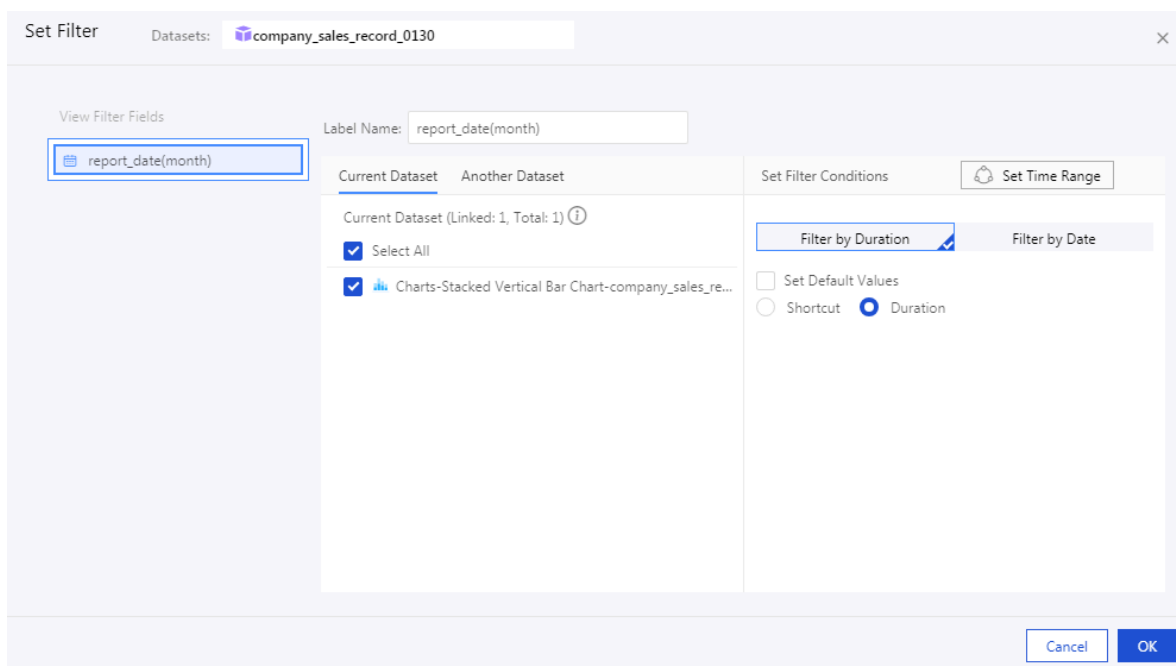 Set Filter
Datasets: company_sales_record_0130
View Filter Fields
report_date(month)
Label Name: report_date(month)
Current Dataset Another Dataset
Current Dataset (Linked: 1, Total: 1)
Select All
Charts-Stacked Vertical Bar Chart-company_sales_re...
Set Filter Conditions Set Time Range
Filter by Duration Filter by Date
Set Default Values
Shortcut Duration
Cancel OK